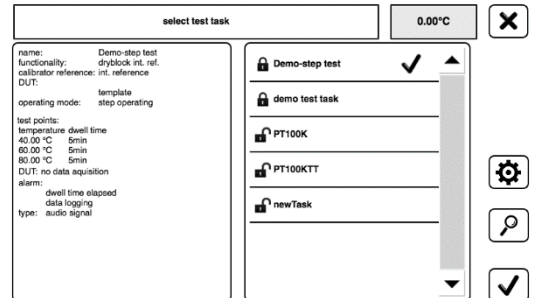 select test task
0.00°C
name: Demo-step test
functionality: dryblock int. ref.
calibrator reference: int. reference
DUT:
template
operating mode: step operating
test points:
temperature dwell time
40.00 °C 5min
60.00 °C 5min
80.00 °C 5min
DUT: no data aquisition
alarm:
dwell time elapsed
data logging
type: audio signal
Demo-step test
demo test task
PT100K
PT100KTT
newTask